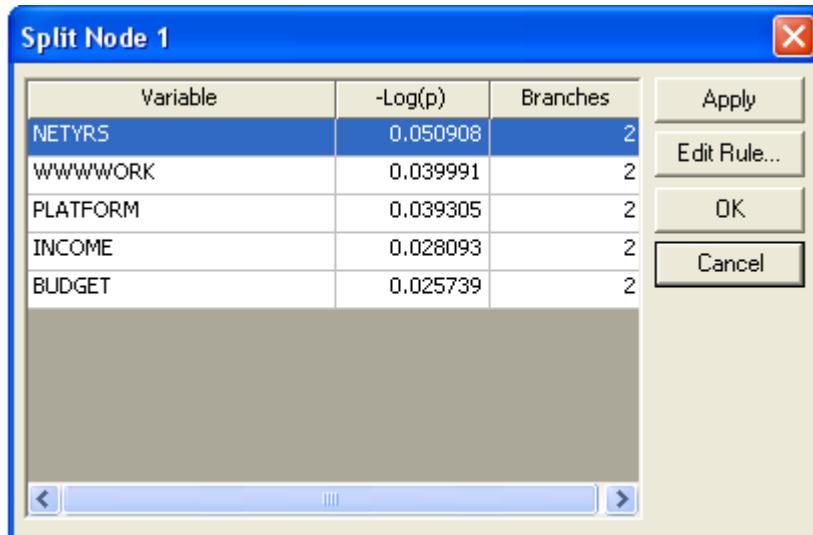 Split Node 1
Variable -Log(p) Branches
NETYRS 0.050908 2
WWWWORK 0.039991 2
PLATFORM 0.039305 2
INCOME 0.028093 2
BUDGET 0.025739 2
Apply
Edit Rule...
OK
Cancel